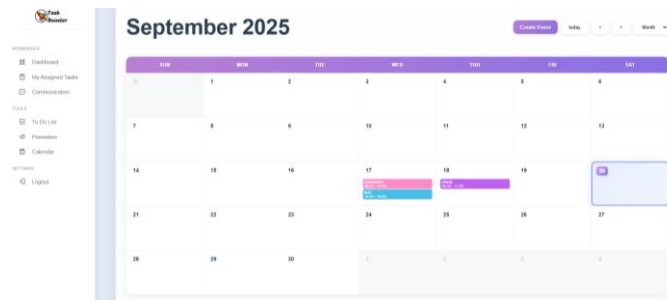 Task
Booster
WORKSPACE
Dashboard
My Assigned Tasks
Communication
TOOLS
To-Do List
Pomodoro
Calendar
SETTINGS
Logout
September 2025
Create Event
today
‹
›
Month
SUN MON TUE WED THU FRI SAT
31 1 2 3 4 5 6
7 8 9 10 11 12 13
14 15 16 17 18 19 20
21 22 23 24 25 26 27
28 29 30 1 2 3 4